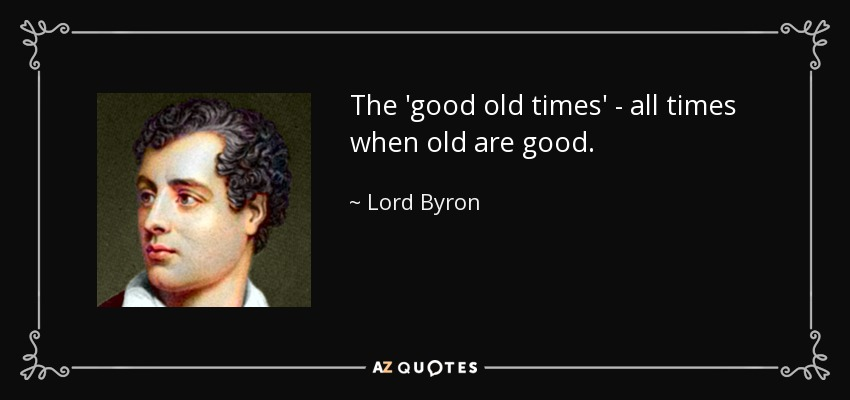 The 'good old times' - all times
when old are good.
~ Lord Byron
AZ QUOTES